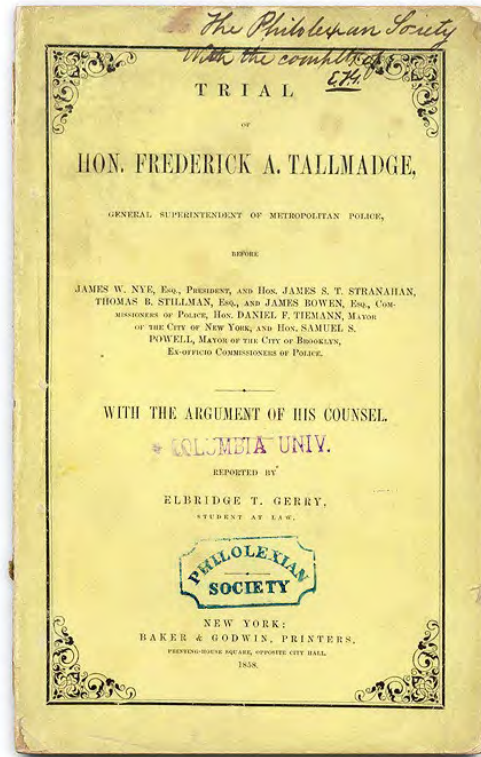 The Philolexian Society
With the complts of
TRIAL
OF
HON. FREDERICK A. TALLMADGE,
GENERAL SUPERINTENDENT OF METROPOLITAN POLICE,
BEFORE
JAMES W. NYE, Esq., President, and Hon. JAMES S. T. STRANAHAN,
THOMAS B. STILLMAN, Esq., and JAMES BOWEN, Esq., Com-
missioners of Police, Hon. DANIEL F. TIEMANN, Mayor
of the City of New York, and Hon. SAMUEL S.
POWELL, Mayor of the City of Brooklyn,
Ex-officio Commissioners of Police.
WITH THE ARGUMENT OF HIS COUNSEL.
COLUMBIA UNIV.
REPORTED BY
ELBRIDGE T. GERRY,
STUDENT AT LAW.
PHILOLEXIAN
SOCIETY
NEW YORK:
BAKER & GODWIN, PRINTERS,
PRINTING-HOUSE SQUARE, OPPOSITE CITY HALL.
1858.